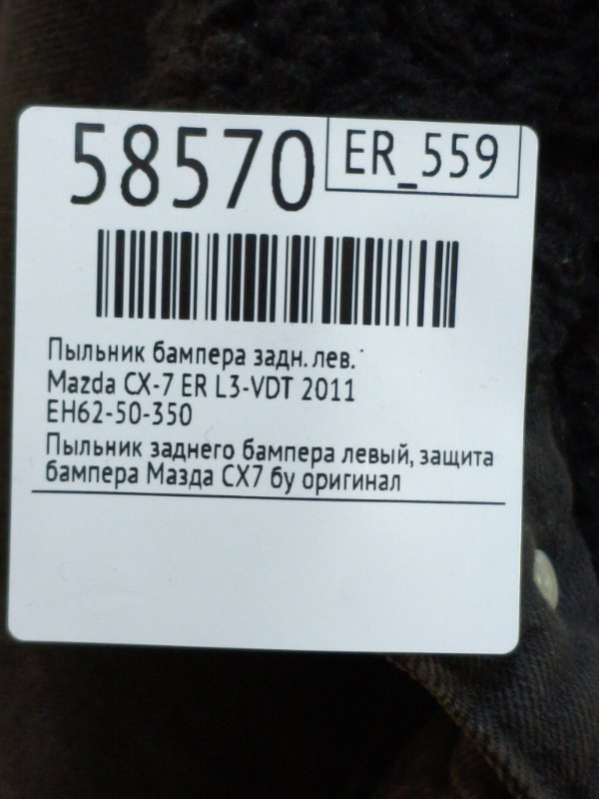 58570
ER_559
Пыльник бампера задн. лев.
Mazda CX-7 ER L3-VDT 2011
EH62-50-350
Пыльник заднего бампера левый, защита
бампера Мазда СХ7 бу оригинал